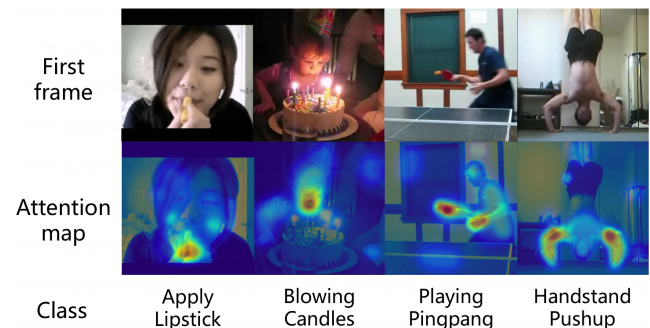 First
frame
Attention
map
Class
Apply
Lipstick
Blowing
Candles
Playing
Pingpang
Handstand
Pushup